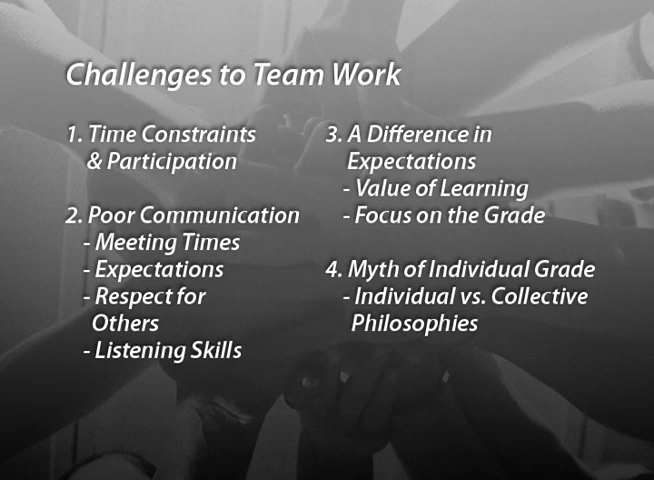 Challenges to Team Work
1. Time Constraints
& Participation
2. Poor Communication
- Meeting Times
- Expectations
- Respect for
Others
- Listening Skills
3. A Difference in
Expectations
- Value of Learning
- Focus on the Grade
4. Myth of Individual Grade
- Individual vs. Collective
Philosophies